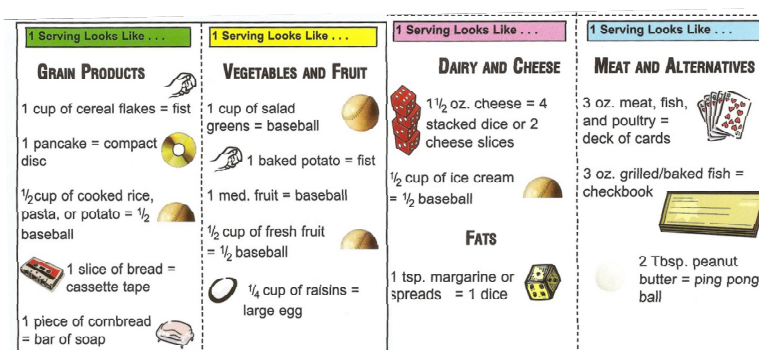 1 Serving Looks Like . . .
GRAIN PRODUCTS
1 cup of cereal flakes = fist
1 pancake = compact
disc
½cup of cooked rice,
pasta, or potato = ½
baseball
1 slice of bread =
cassette tape
1 piece of cornbread
= bar of soap
1 Serving Looks Like . . .
VEGETABLES AND FRUIT
1 cup of salad
greens = baseball
1 baked potato = fist
1 med. fruit = baseball
½ cup of fresh fruit
= ½ baseball
¼ cup of raisins =
large egg
1 Serving Looks Like . . .
DAIRY AND CHEESE
1½ oz. cheese = 4
stacked dice or 2
cheese slices
½ cup of ice cream
= ½ baseball
FATS
1 tsp. margarine or
spreads = 1 dice
1 Serving Looks Like . . .
MEAT AND ALTERNATIVES
3 oz. meat, fish,
and poultry =
deck of cards
3 oz. grilled/baked fish =
checkbook
2 Tbsp. peanut
butter = ping pong
ball